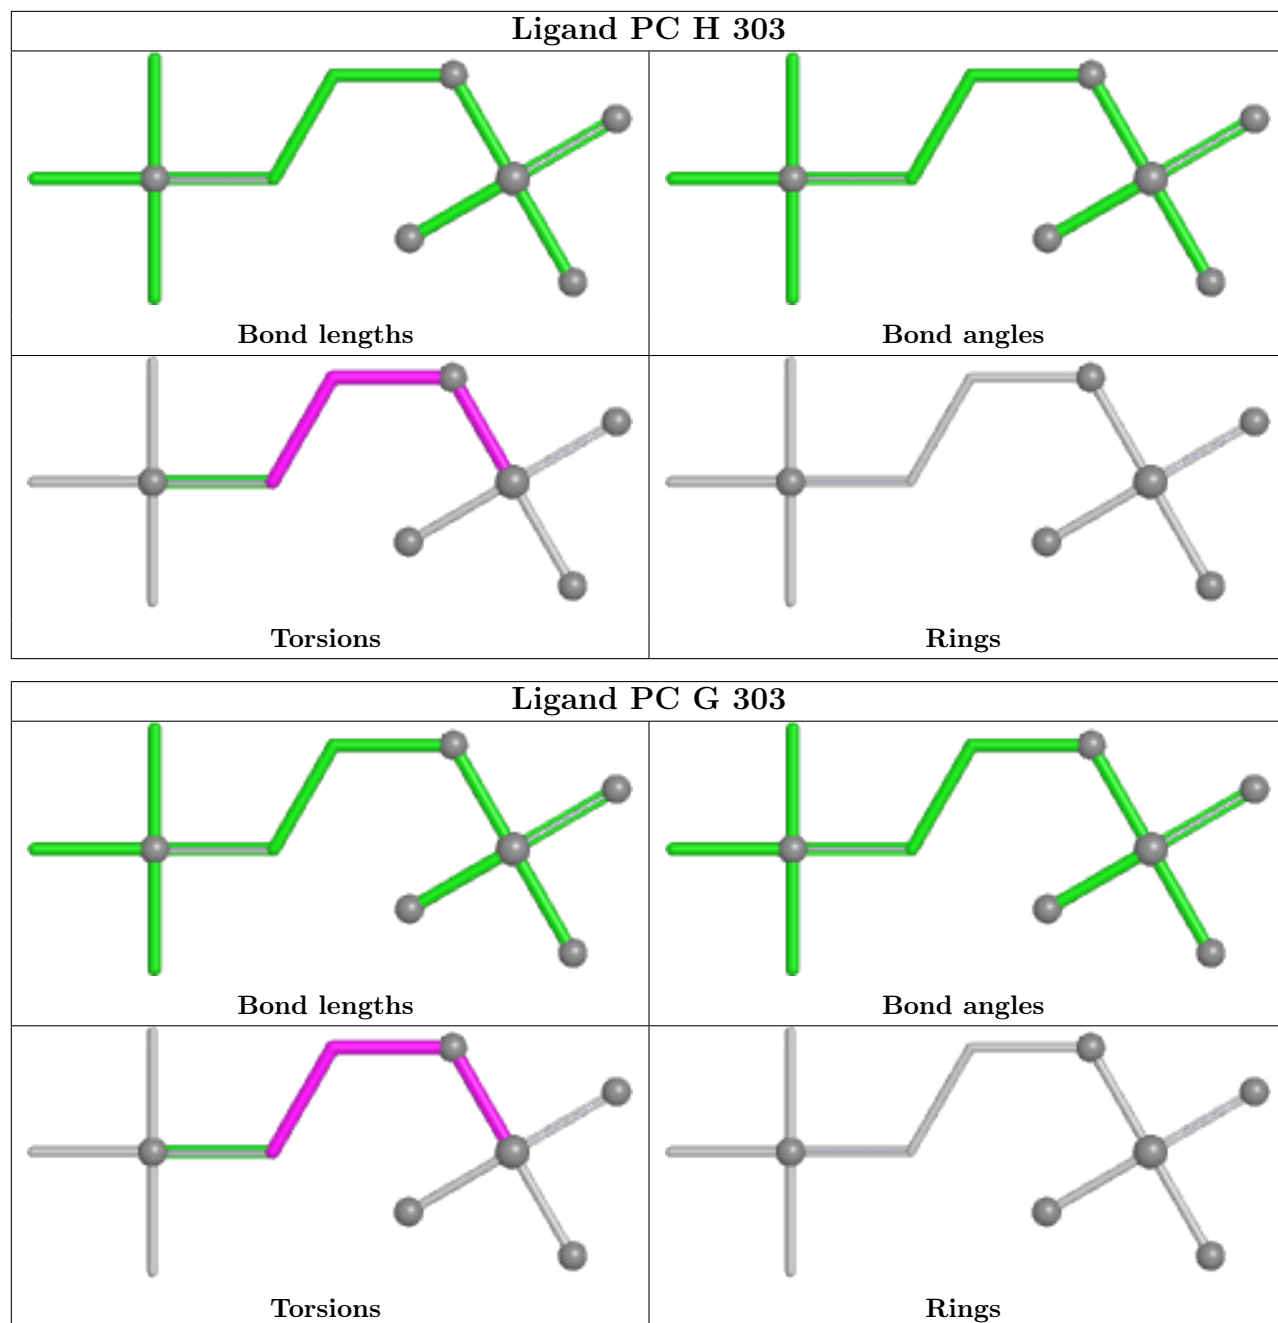 Ligand PC H 303
Bond lengths
Bond angles
Torsions
Rings
Ligand PC G 303
Bond lengths
Bond angles
Torsions
Rings